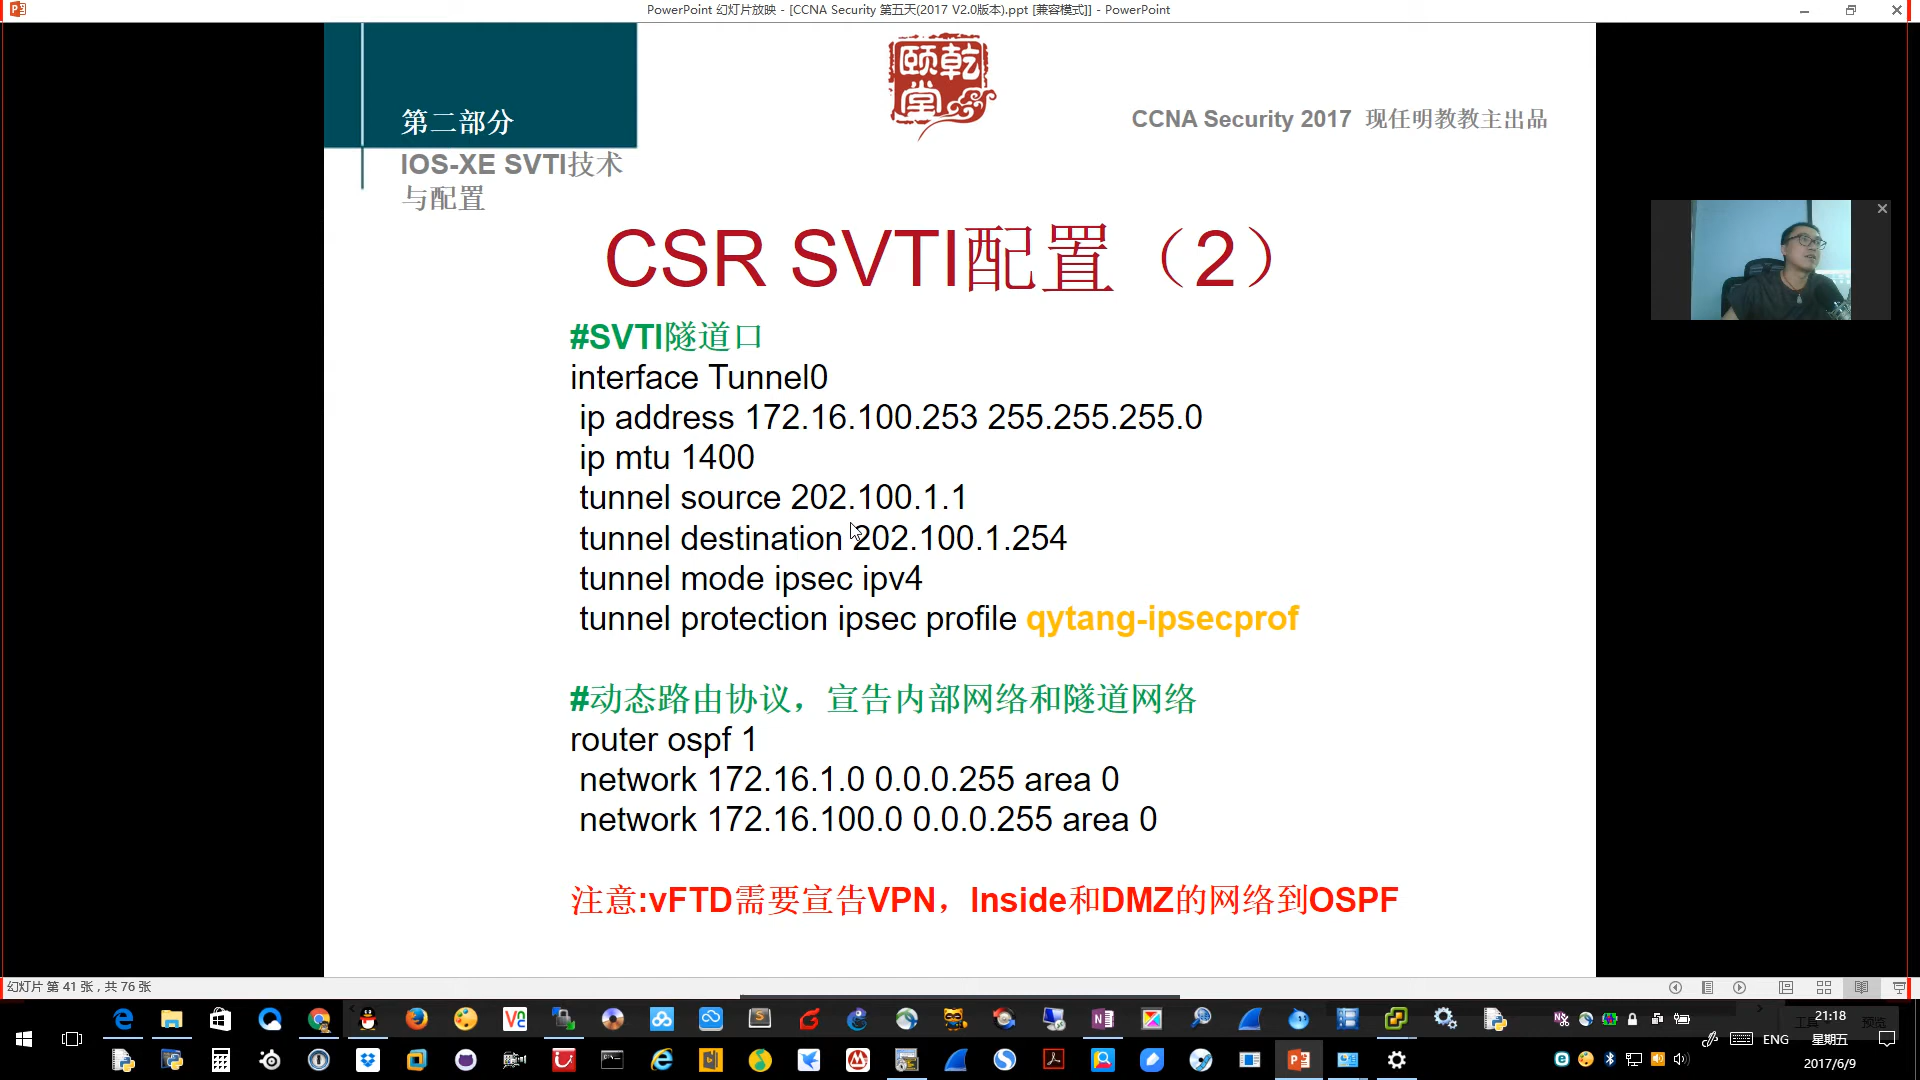 PowerPoint 幻灯片放映 - [CCNA Security 第五天(2017 V2.0版本).ppt [兼容模式]] - PowerPoint
第二部分
IOS-XE SVTI技术
与配置
颐乾堂
CCNA Security 2017 现任明教教主出品
CSR SVTI配置（2）
#SVTI隧道口
interface Tunnel0
ip address 172.16.100.253 255.255.255.0
ip mtu 1400
tunnel source 202.100.1.1
tunnel destination 202.100.1.254
tunnel mode ipsec ipv4
tunnel protection ipsec profile qytang-ipsecprof
#动态路由协议，宣告内部网络和隧道网络
router ospf 1
network 172.16.1.0 0.0.0.255 area 0
network 172.16.100.0 0.0.0.255 area 0
注意:vFTD需要宣告VPN，Inside和DMZ的网络到OSPF
幻灯片 第 41 张，共 76 张
21:18
ENG
星期五
2017/6/9